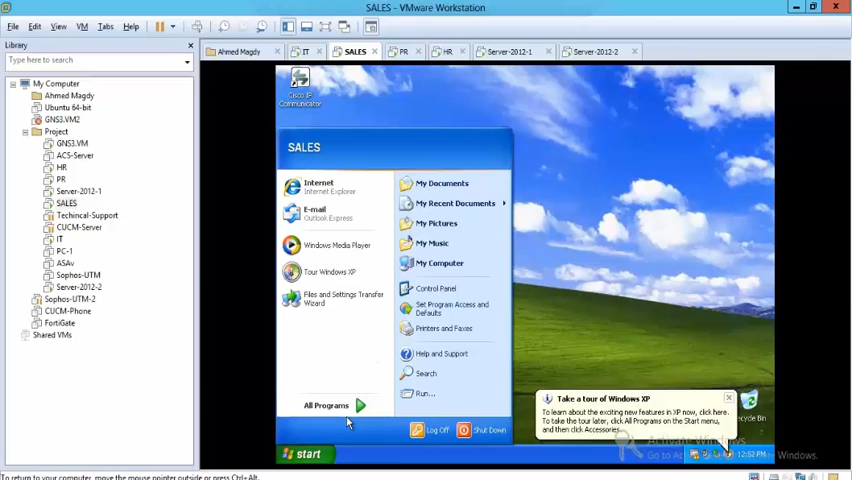 SALES - VMware Workstation
File Edit View VM Tabs Help
Library
Type here to search
My Computer
Ahmed Magdy
Ubuntu 64-bit
GNS3.VM2
Project
GNS3.VM
ACS-Server
HR
PR
Server-2012-1
SALES
Techincal-Support
CUCM-Server
IT
PC-1
ASAv
Sophos-UTM
Server-2012-2
Sophos-UTM-2
CUCM-Phone
FortiGate
Shared VMs
Ahmed Magdy IT SALES PR HR Server-2012-1 Server-2012-2
Cisco IP
Communicator
SALES
Internet
Internet Explorer
E-mail
Outlook Express
Windows Media Player
Tour Windows XP
Files and Settings Transfer
Wizard
All Programs
My Documents
My Recent Documents
My Pictures
My Music
My Computer
Control Panel
Set Program Access and
Defaults
Printers and Faxes
Help and Support
Search
Run...
Log Off Shut Down
Take a tour of Windows XP
To learn about the exciting new features in XP now, click here.
To take the tour later, click All Programs on the Start menu,
and then click Accessories.
Recycle Bin
Activate Windows
Go to
start
12:52 PM
To return to your computer, move the mouse pointer outside or press Ctrl+Alt.